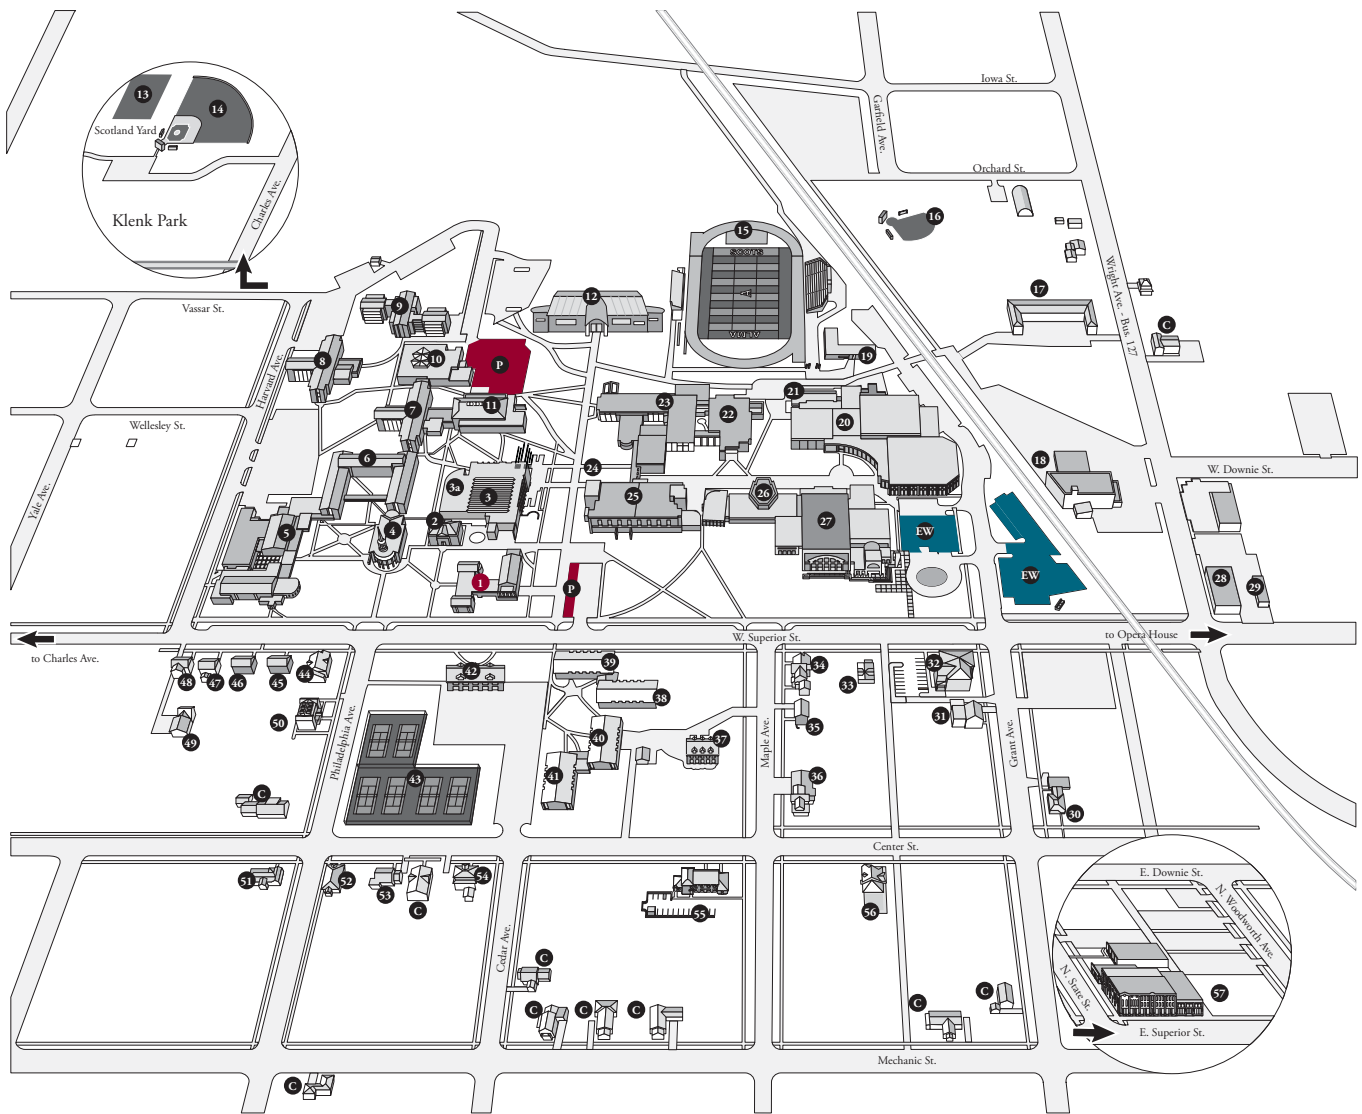 Iowa St.
13
14
Garfield Ave.
Scotland Yard
Orchard St.
Charles Ave.
Klenk Park
16
15
SCOTS
Wright Ave. - Bus. 127
Vassar St.
9
12
17
C
ALMA
8
10
P
19
Harvard Ave.
7
11
23
22
21
20
Wellesley St.
6
24
18
W. Downie St.
3a
3
25
26
Yale Ave.
5
4
2
27
EW
EW
1
P
28
29
W. Superior St.
to Opera House
to Charles Ave.
48
47
46
45
44
42
39
34
33
32
38
50
49
35
31
Philadelphia Ave.
40
37
Maple Ave.
Grant Ave.
43
41
36
C
30
Center St.
51
52
53
54
C
55
56
E. Downie St.
N. Woodworth Ave.
Cedar Ave.
C
N. State St.
57
C
C
C
C
C
E. Superior St.
Mechanic St.
C